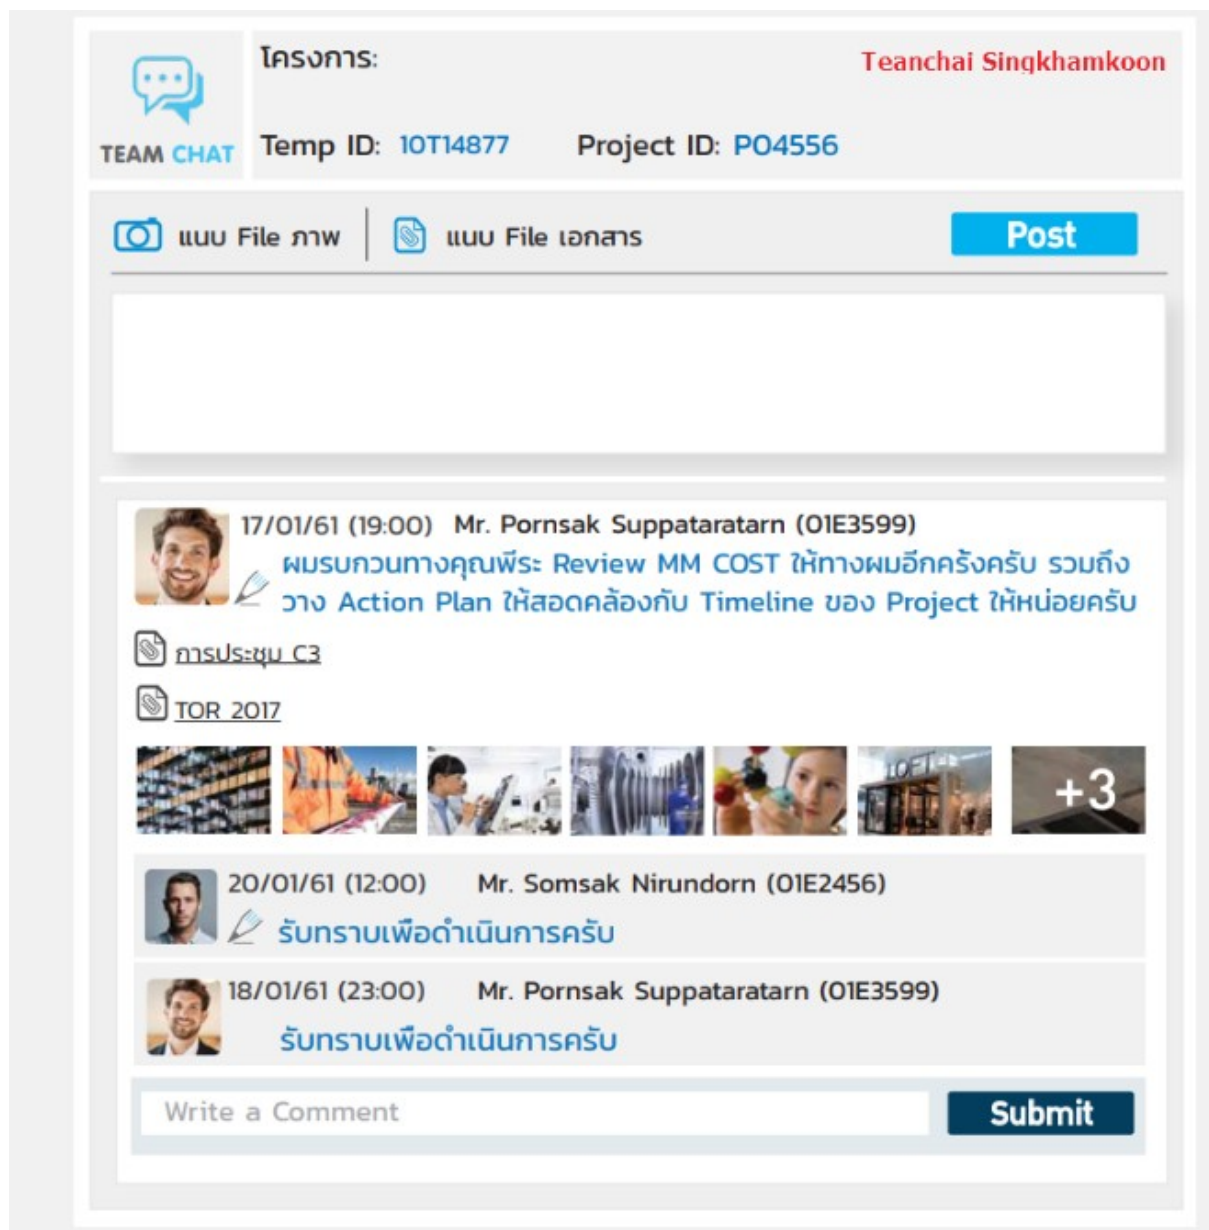 โครงการ:
Teanchai Singkhamkoon
TEAM CHAT
Temp ID: 10T14877 Project ID: PO4556
แนบ File ภาพ แนบ File เอกสาร Post
17/01/61 (19:00) Mr. Pornsak Suppataratarn (01E3599)
ผมรบกวนทางคุณพีระ Review MM COST ให้ทางผมอีกครั้งครับ รวมถึง
วาง Action Plan ให้สอดคล้องกับ Timeline ของ Project ให้หน่อยครับ
การประชุม C3
TOR 2017
LOFT
+3
20/01/61 (12:00) Mr. Somsak Nirundorn (01E2456)
รับทราบเพื่อดำเนินการครับ
18/01/61 (23:00) Mr. Pornsak Suppataratarn (01E3599)
รับทราบเพื่อดำเนินการครับ
Write a Comment Submit